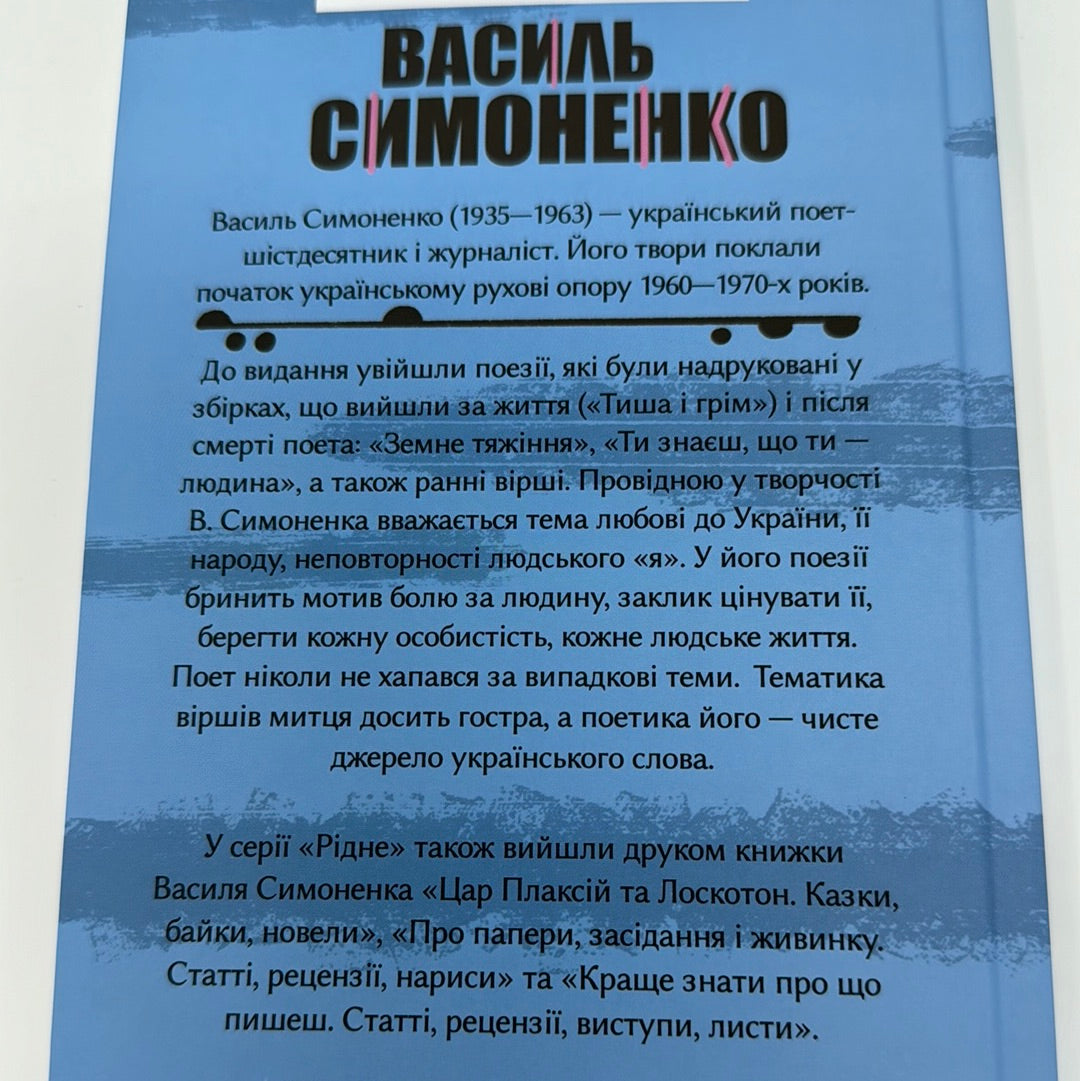 ВАСИЛЬ
СИМОНЕНКО
Василь Симоненко (1935—1963) — український поет-
шістдесятник і журналіст. Його твори поклали
початок українському рухові опору 1960—1970-х років.
До видання увійшли поезії, які були надруковані у
збірках, що вийшли за життя («Тиша і грім») і після
смерті поета: «Земне тяжіння», «Ти знаєш, що ти —
людина», а також ранні вірші. Провідною у творчості
В. Симоненка вважається тема любові до України, її
народу, неповторності людського «я». У його поезії
бринить мотив болю за людину, заклик цінувати її,
берегти кожну особистість, кожне людське життя.
Поет ніколи не хапався за випадкові теми. Тематика
віршів митця досить гостра, а поетика його — чисте
джерело українського слова.
У серії «Рідне» також вийшли друком книжки
Василя Симоненка «Цар Плаксій та Лоскотон. Казки,
байки, новели», «Про папери, засідання і живинку.
Статті, рецензії, нариси» та «Краще знати про що
пишеш. Статті, рецензії, виступи, листи».